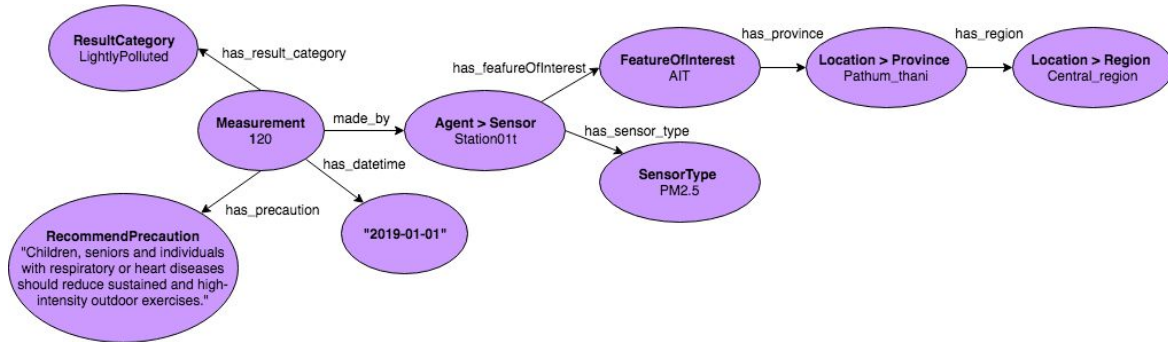 ResultCategory
LightlyPolluted
has_result_category
Measurement
120
made_by
Agent > Sensor
Station01t
has_feafureOfInterest
FeatureOfInterest
AIT
has_province
Location > Province
Pathum_thani
has_region
Location > Region
Central_region
has_sensor_type
SensorType
PM2.5
has_datetime
"2019-01-01"
has_precaution
RecommendPrecaution
"Children, seniors and individuals
with respiratory or heart diseases
should reduce sustained and high-
intensity outdoor exercises."